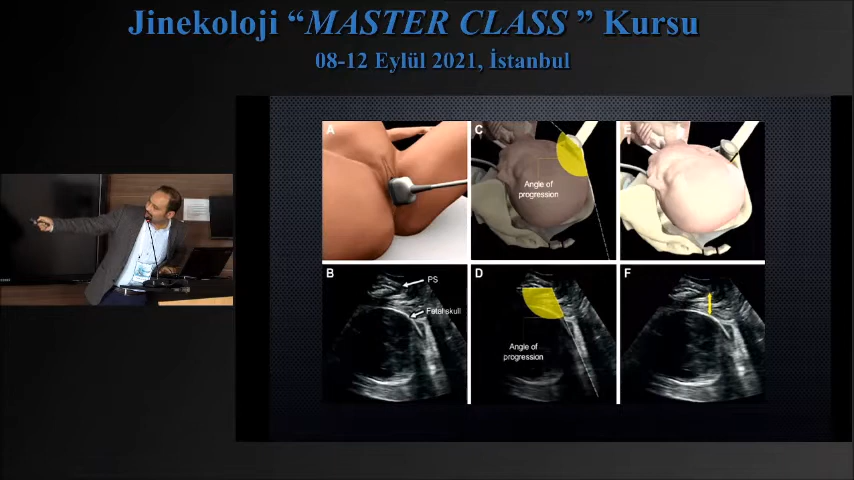 Jinekoloji “MASTER CLASS ” Kursu
08-12 Eylül 2021, İstanbul
A
C
E
Angle of
progression
B
PS
Fetal skull
D
Angle of
progression
F